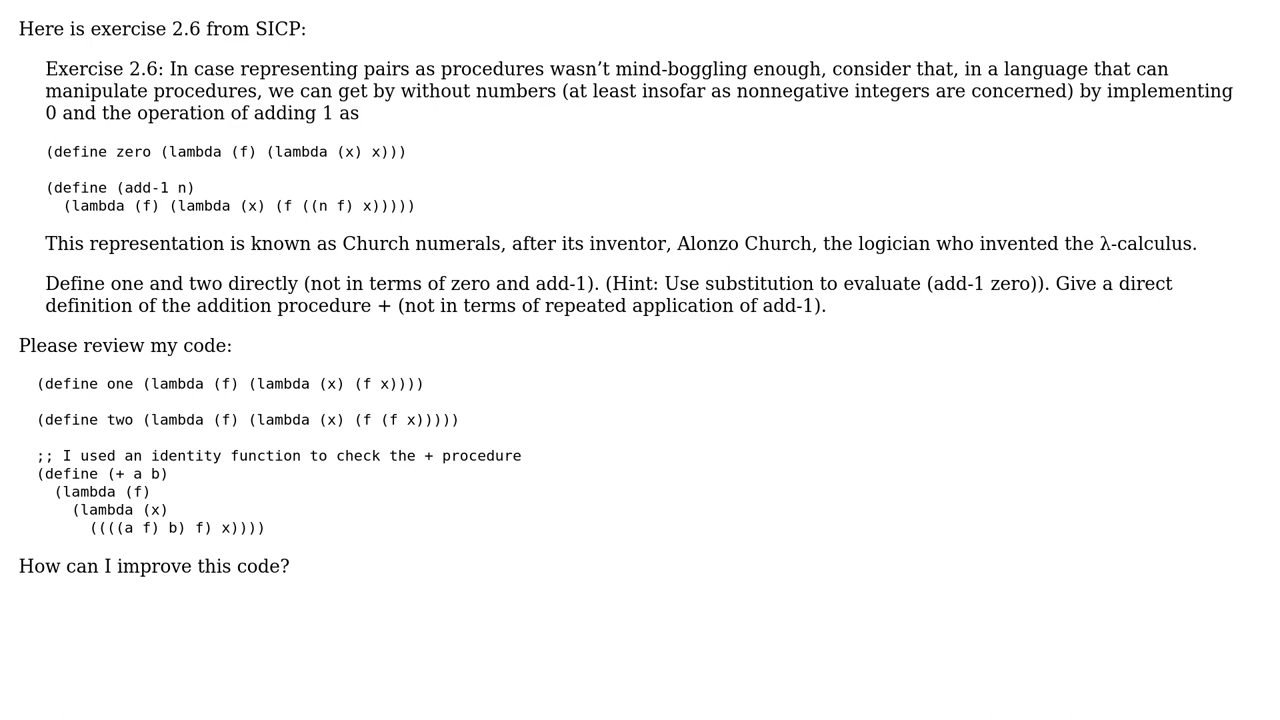 Here is exercise 2.6 from SICP:
Exercise 2.6: In case representing pairs as procedures wasn’t mind-boggling enough, consider that, in a language that can
manipulate procedures, we can get by without numbers (at least insofar as nonnegative integers are concerned) by implementing
0 and the operation of adding 1 as
(define zero (lambda (f) (lambda (x) x)))
(define (add-1 n)
  (lambda (f) (lambda (x) (f ((n f) x)))))
This representation is known as Church numerals, after its inventor, Alonzo Church, the logician who invented the λ-calculus.
Define one and two directly (not in terms of zero and add-1). (Hint: Use substitution to evaluate (add-1 zero)). Give a direct
definition of the addition procedure + (not in terms of repeated application of add-1).
Please review my code:
(define one (lambda (f) (lambda (x) (f x))))
(define two (lambda (f) (lambda (x) (f (f x)))))
;; I used an identity function to check the + procedure
(define (+ a b)
  (lambda (f)
    (lambda (x)
      ((((a f) b) f) x))))
How can I improve this code?